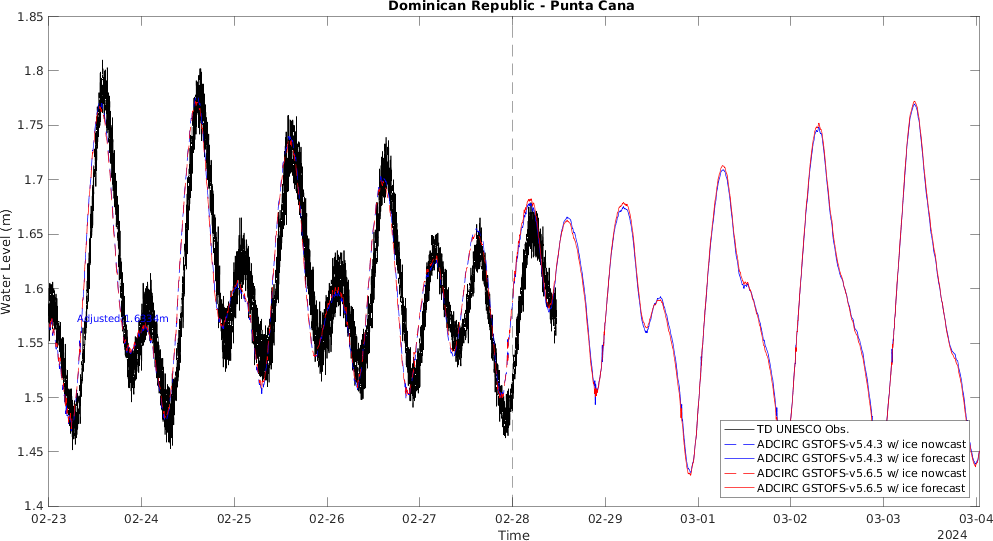 Dominican Republic - Punta Cana
Water Level (m)
1.85
1.8
1.75
1.7
1.65
1.6
1.55
1.5
1.45
1.4
TD UNESCO Obs.
ADCIRC GSTOFS-v5.4.3 w/ ice nowcast
ADCIRC GSTOFS-v5.4.3 w/ ice forecast
ADCIRC GSTOFS-v5.6.5 w/ ice nowcast
ADCIRC GSTOFS-v5.6.5 w/ ice forecast
02-23 02-24 02-25 02-26 02-27 02-28 02-29 03-01 03-02 03-03 03-04
Time
2024